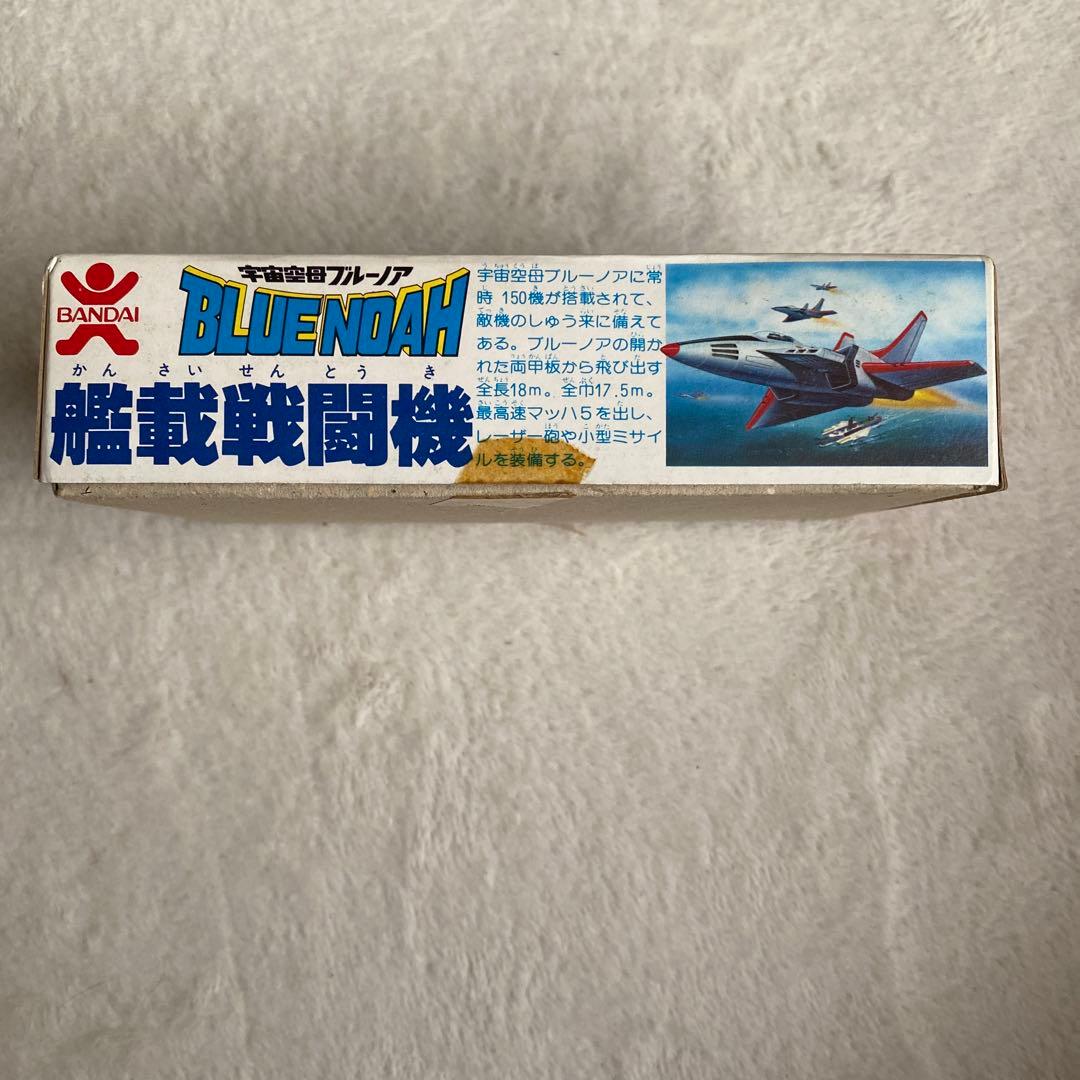 BANDAI
宇宙空母ブルーノア
BLUE NOAH
かんさいせんとうき
艦載戦闘機
宇宙空母ブルーノアに常
時150機が搭載されて、
敵機のしゅう来に備えて
ある。ブルーノアの開か
れた両甲板から飛び出す
全長18m。全巾17.5m。
最高速マッハ5を出し、
レーザー砲や小型ミサイ
ルを装備する。